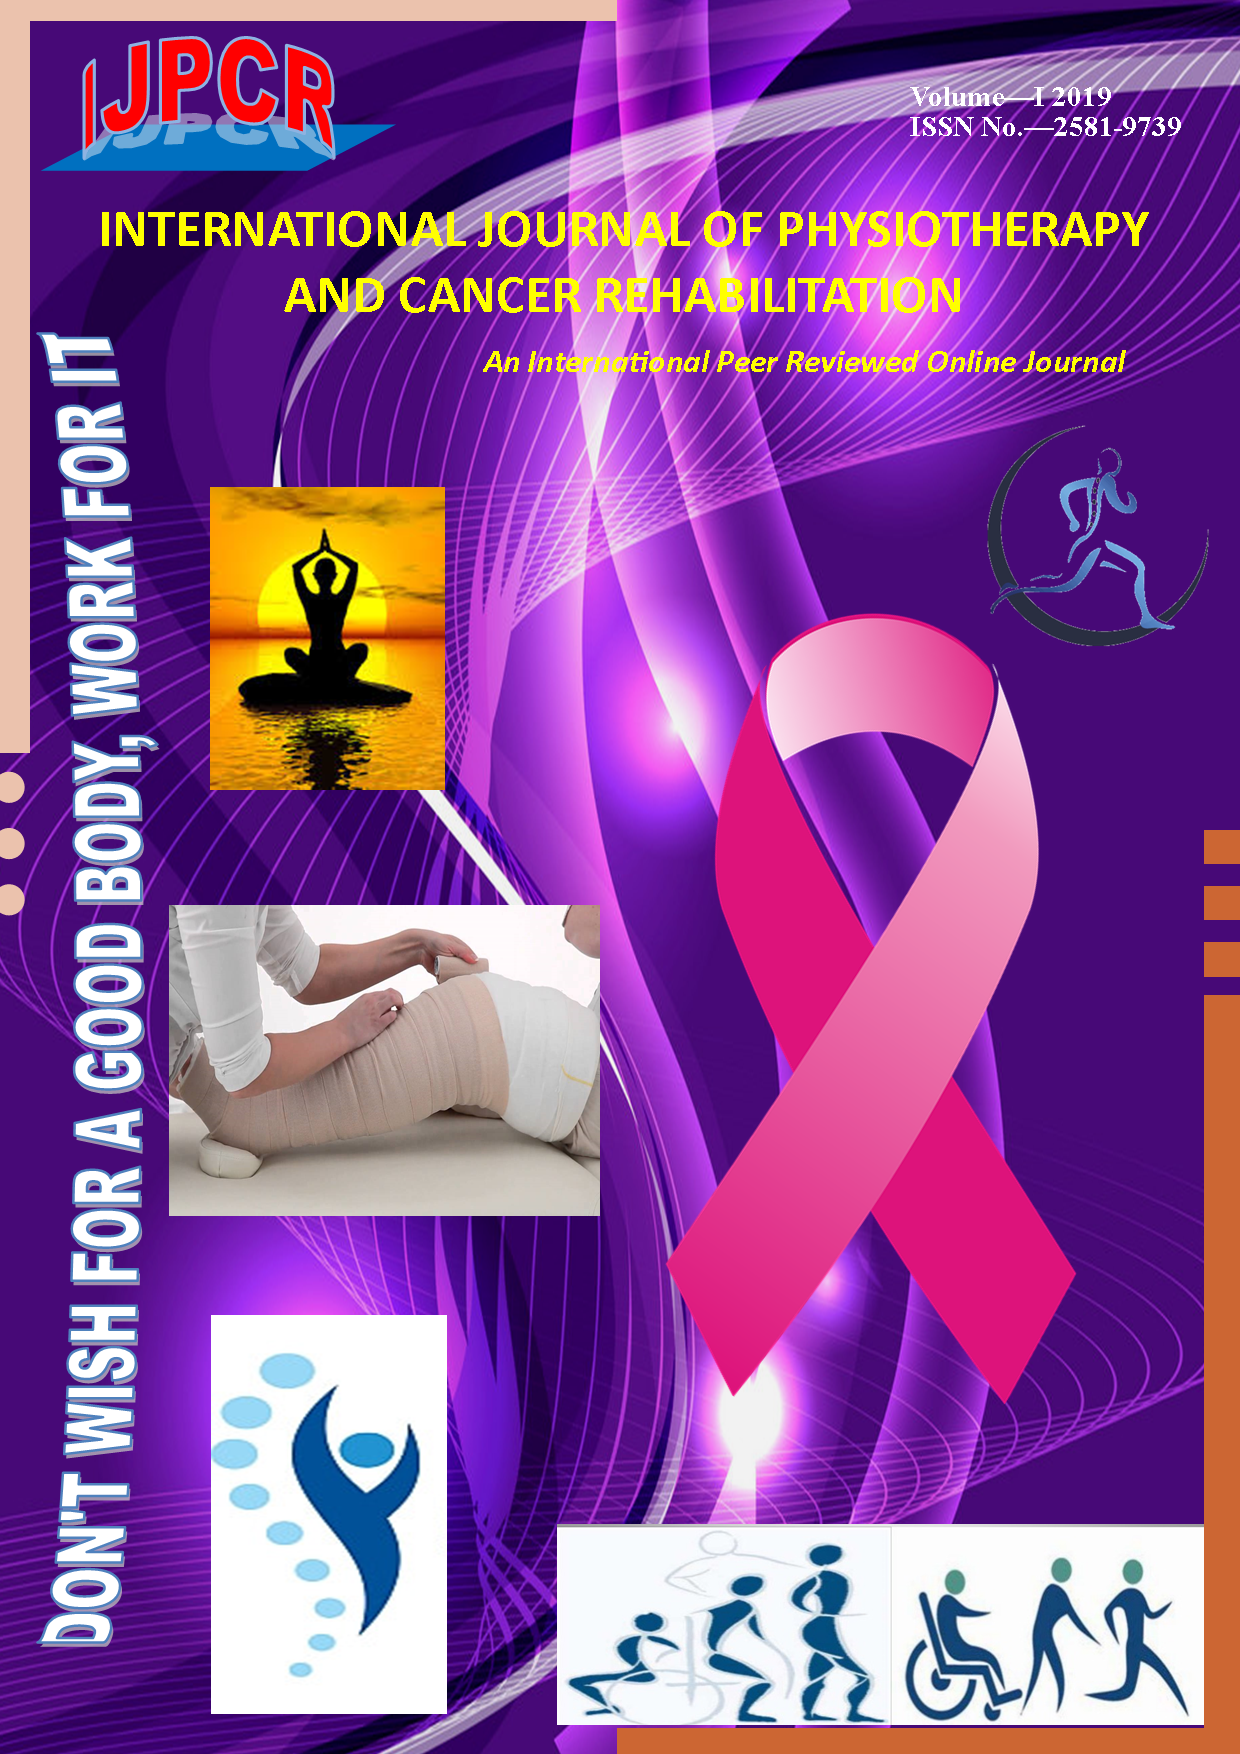 IJPCR
Volume—I 2019
ISSN No.—2581-9739
INTERNATIONAL JOURNAL OF PHYSIOTHERAPY
AND CANCER REHABILITATION
An International Peer Reviewed Online Journal
DON'T WISH FOR A GOOD BODY, WORK FOR IT